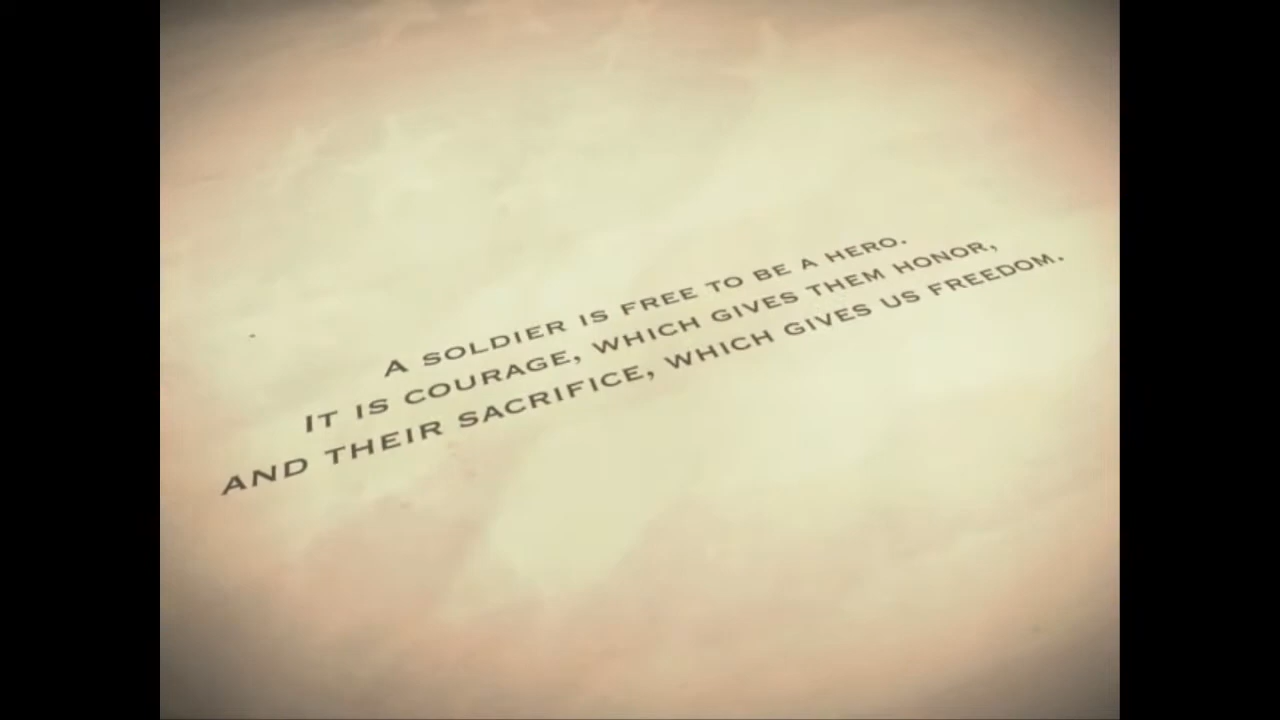 A SOLDIER IS FREE TO BE A HERO.
IT IS COURAGE, WHICH GIVES THEM HONOR,
AND THEIR SACRIFICE, WHICH GIVES US FREEDOM.